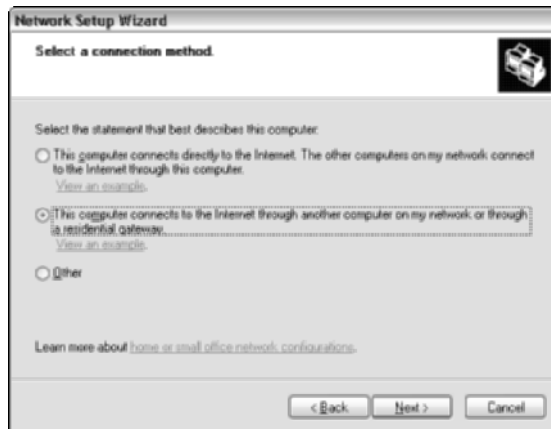 Network Setup Wizard
Select a connection method.
Select the statement that best describes this computer:
This computer connects directly to the Internet. The other computers on my network connect
to the Internet through this computer.
View an example.
This computer connects to the Internet through another computer on my network or through
a residential gateway.
View an example.
Other
Learn more about home or small office network configurations.
< Back
Next >
Cancel